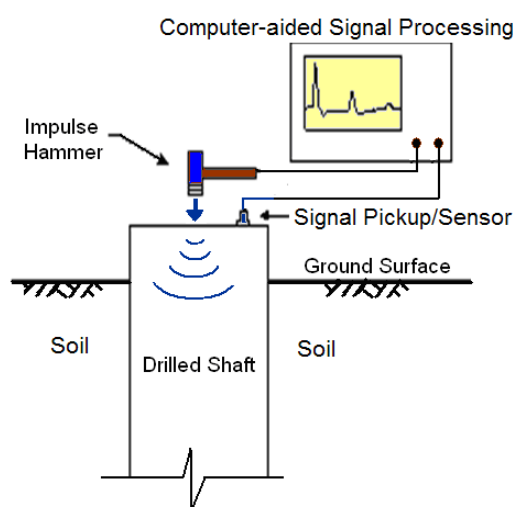 Computer-aided Signal Processing
Impulse
Hammer
Signal Pickup/Sensor
Ground Surface
Soil
Drilled Shaft
Soil